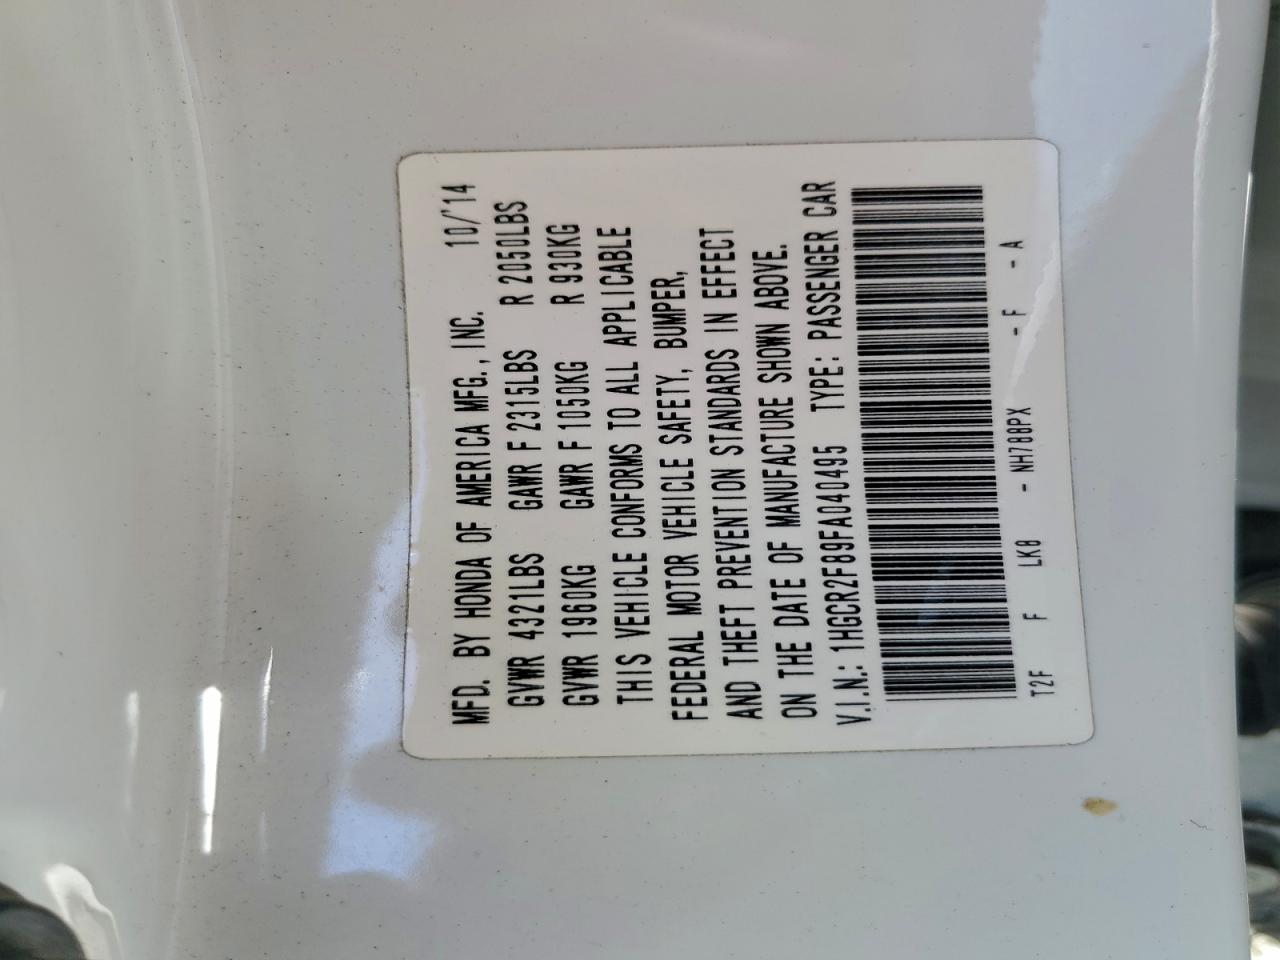 MFD. BY HONDA OF AMERICA MFG., INC. 10/'14
GVWR 4321LBS GAWR F 2315LBS R 2050LBS
GVWR 1960KG GAWR F 1050KG R 930KG
THIS VEHICLE CONFORMS TO ALL APPLICABLE
FEDERAL MOTOR VEHICLE SAFETY, BUMPER,
AND THEFT PREVENTION STANDARDS IN EFFECT
ON THE DATE OF MANUFACTURE SHOWN ABOVE.
V.I.N.: 1HGCR2F89FA040495 TYPE: PASSENGER CAR
T2F F LK8 - NH788PX - F - A